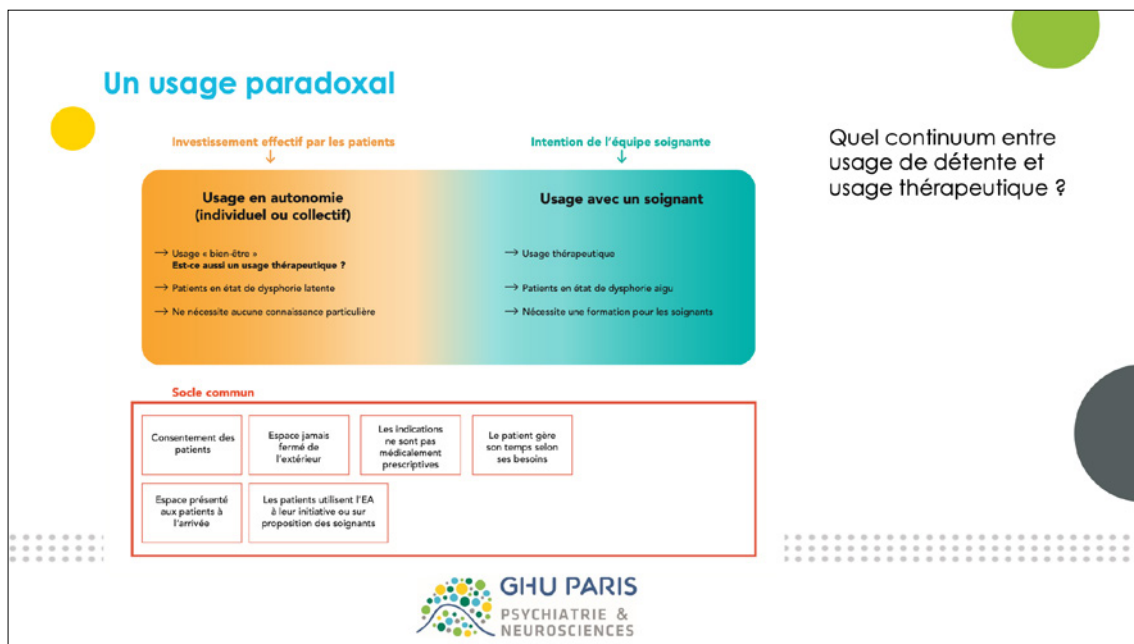 Un usage paradoxal
Investissement effectif par les patients
↓
Usage en autonomie
(individuel ou collectif)
→ Usage « bien-être »
Est-ce aussi un usage thérapeutique ?
→ Patients en état de dysphorie latente
→ Ne nécessite aucune connaissance particulière
Intention de l'équipe soignante
↓
Usage avec un soignant
→ Usage thérapeutique
→ Patients en état de dysphorie aigu
→ Nécessite une formation pour les soignants
Quel continuum entre
usage de détente et
usage thérapeutique ?
Socle commun
Consentement des
patients
Espace jamais
fermé de
l'extérieur
Les indications
ne sont pas
médicalement
prescriptives
Le patient gère
son temps selon
ses besoins
Espace présenté
aux patients à
l'arrivée
Les patients utilisent l'EA
à leur initiative ou sur
proposition des soignants
GHU PARIS
PSYCHIATRIE &
NEUROSCIENCES